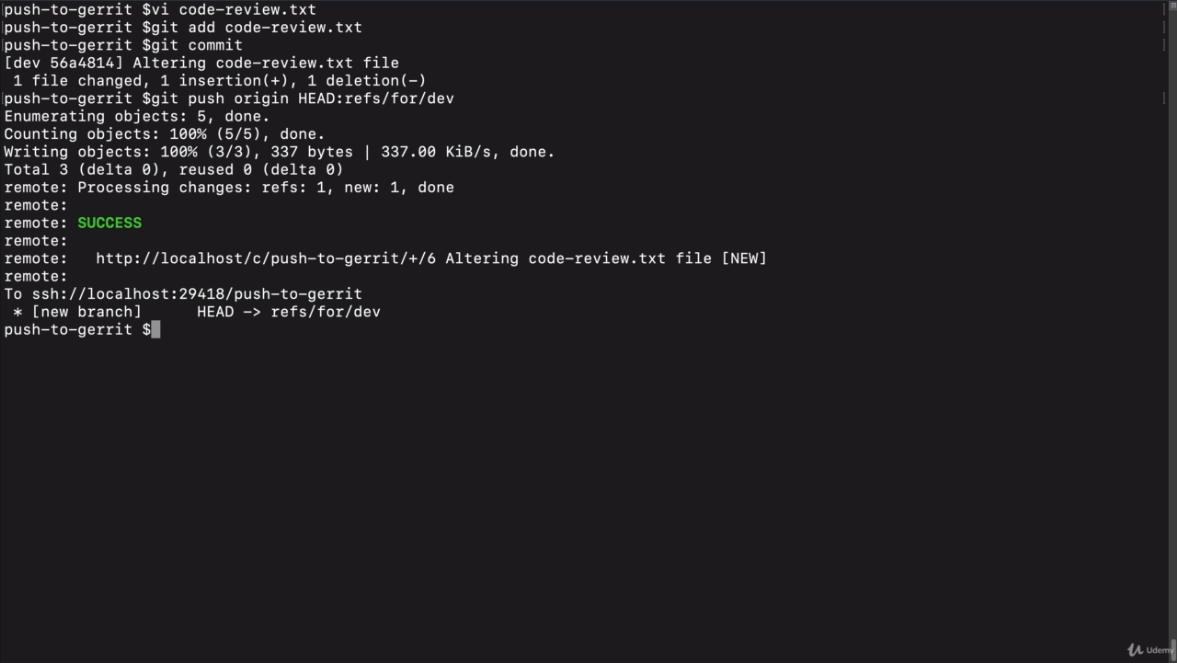 push-to-gerrit $vi code-review.txt
push-to-gerrit $git add code-review.txt
push-to-gerrit $git commit
[dev 56a4814] Altering code-review.txt file
 1 file changed, 1 insertion(+), 1 deletion(-)
push-to-gerrit $git push origin HEAD:refs/for/dev
Enumerating objects: 5, done.
Counting objects: 100% (5/5), done.
Writing objects: 100% (3/3), 337 bytes | 337.00 KiB/s, done.
Total 3 (delta 0), reused 0 (delta 0)
remote: Processing changes: refs: 1, new: 1, done
remote:
remote: SUCCESS
remote:
remote:   http://localhost/c/push-to-gerrit/+/6 Altering code-review.txt file [NEW]
remote:
To ssh://localhost:29418/push-to-gerrit
 * [new branch]      HEAD -> refs/for/dev
push-to-gerrit $
Udemy